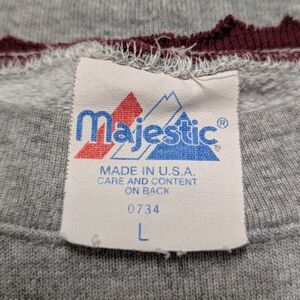 Majestic®
MADE IN U.S.A.
CARE AND CONTENT
ON BACK
0734
L